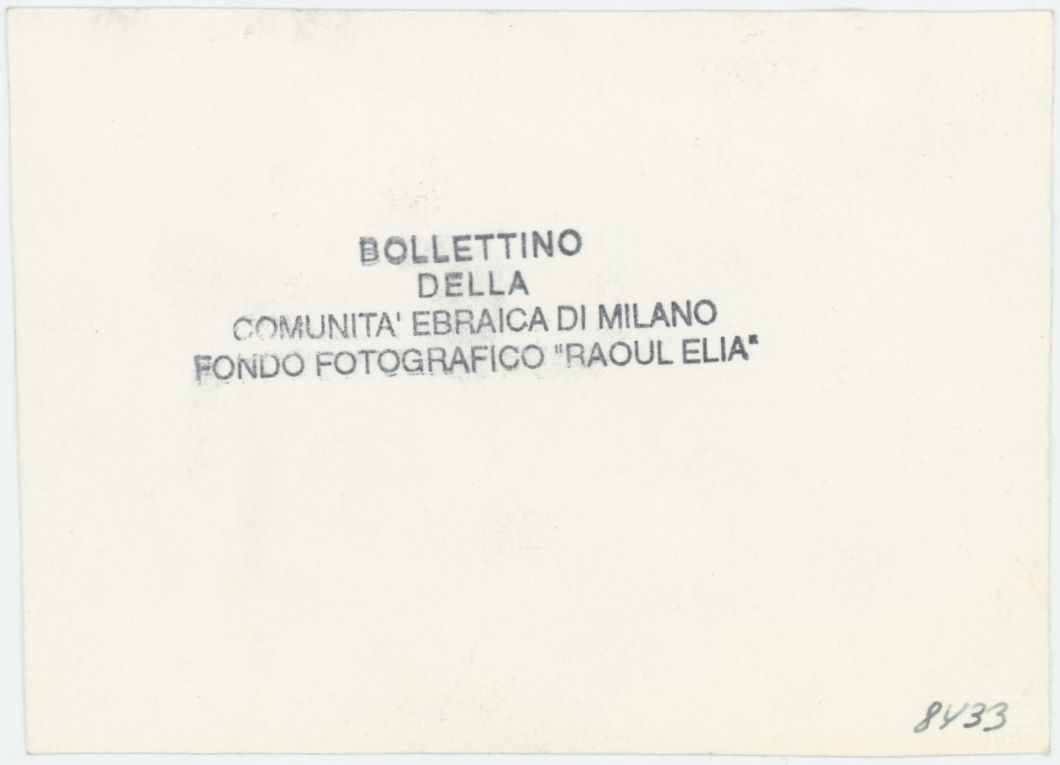 BOLLETTINO
DELLA
COMUNITA' EBRAICA DI MILANO
FONDO FOTOGRAFICO "RAOUL ELIA"
8433